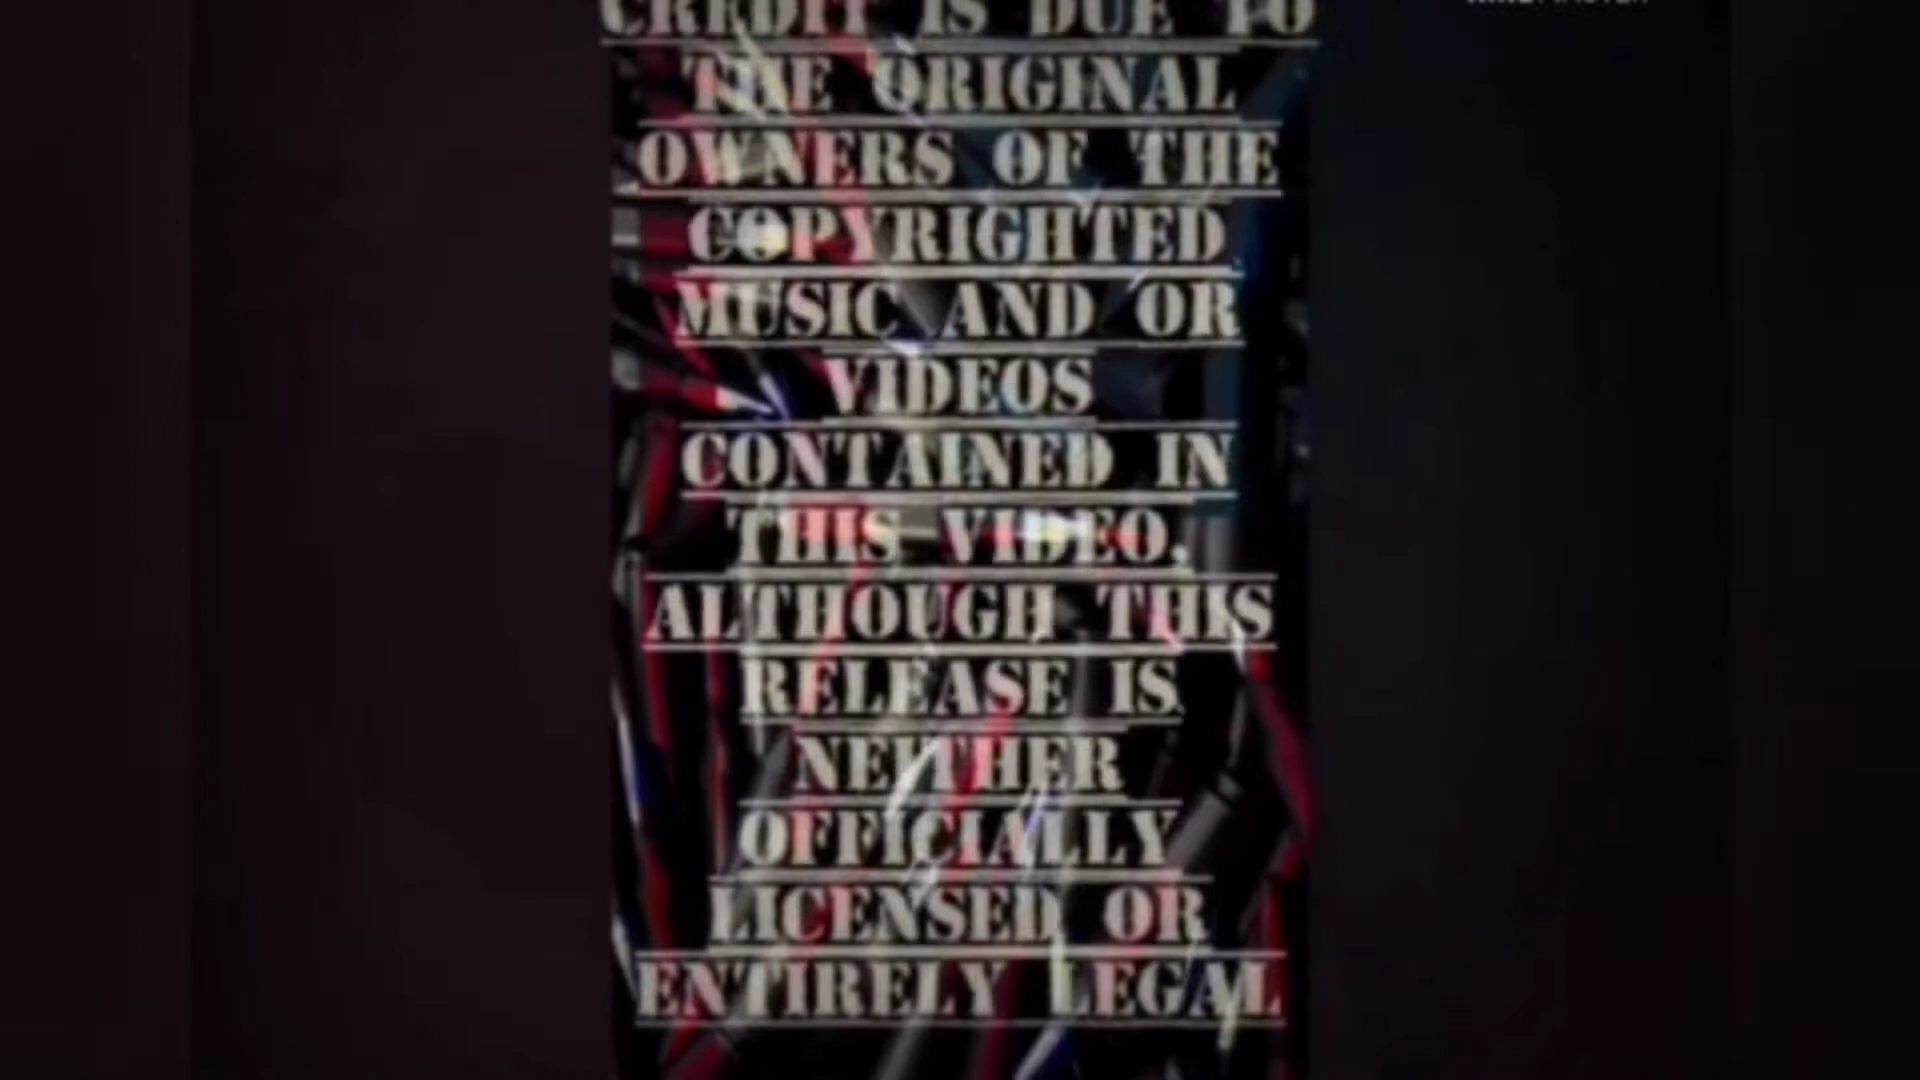 CREDIT IS DUE TO
THE ORIGINAL
OWNERS OF THE
COPYRIGHTED
MUSIC AND OR
VIDEOS
CONTAINED IN
THIS VIDEO.
ALTHOUGH THIS
RELEASE IS
NEITHER
OFFICIALLY
LICENSED OR
ENTIRELY LEGAL